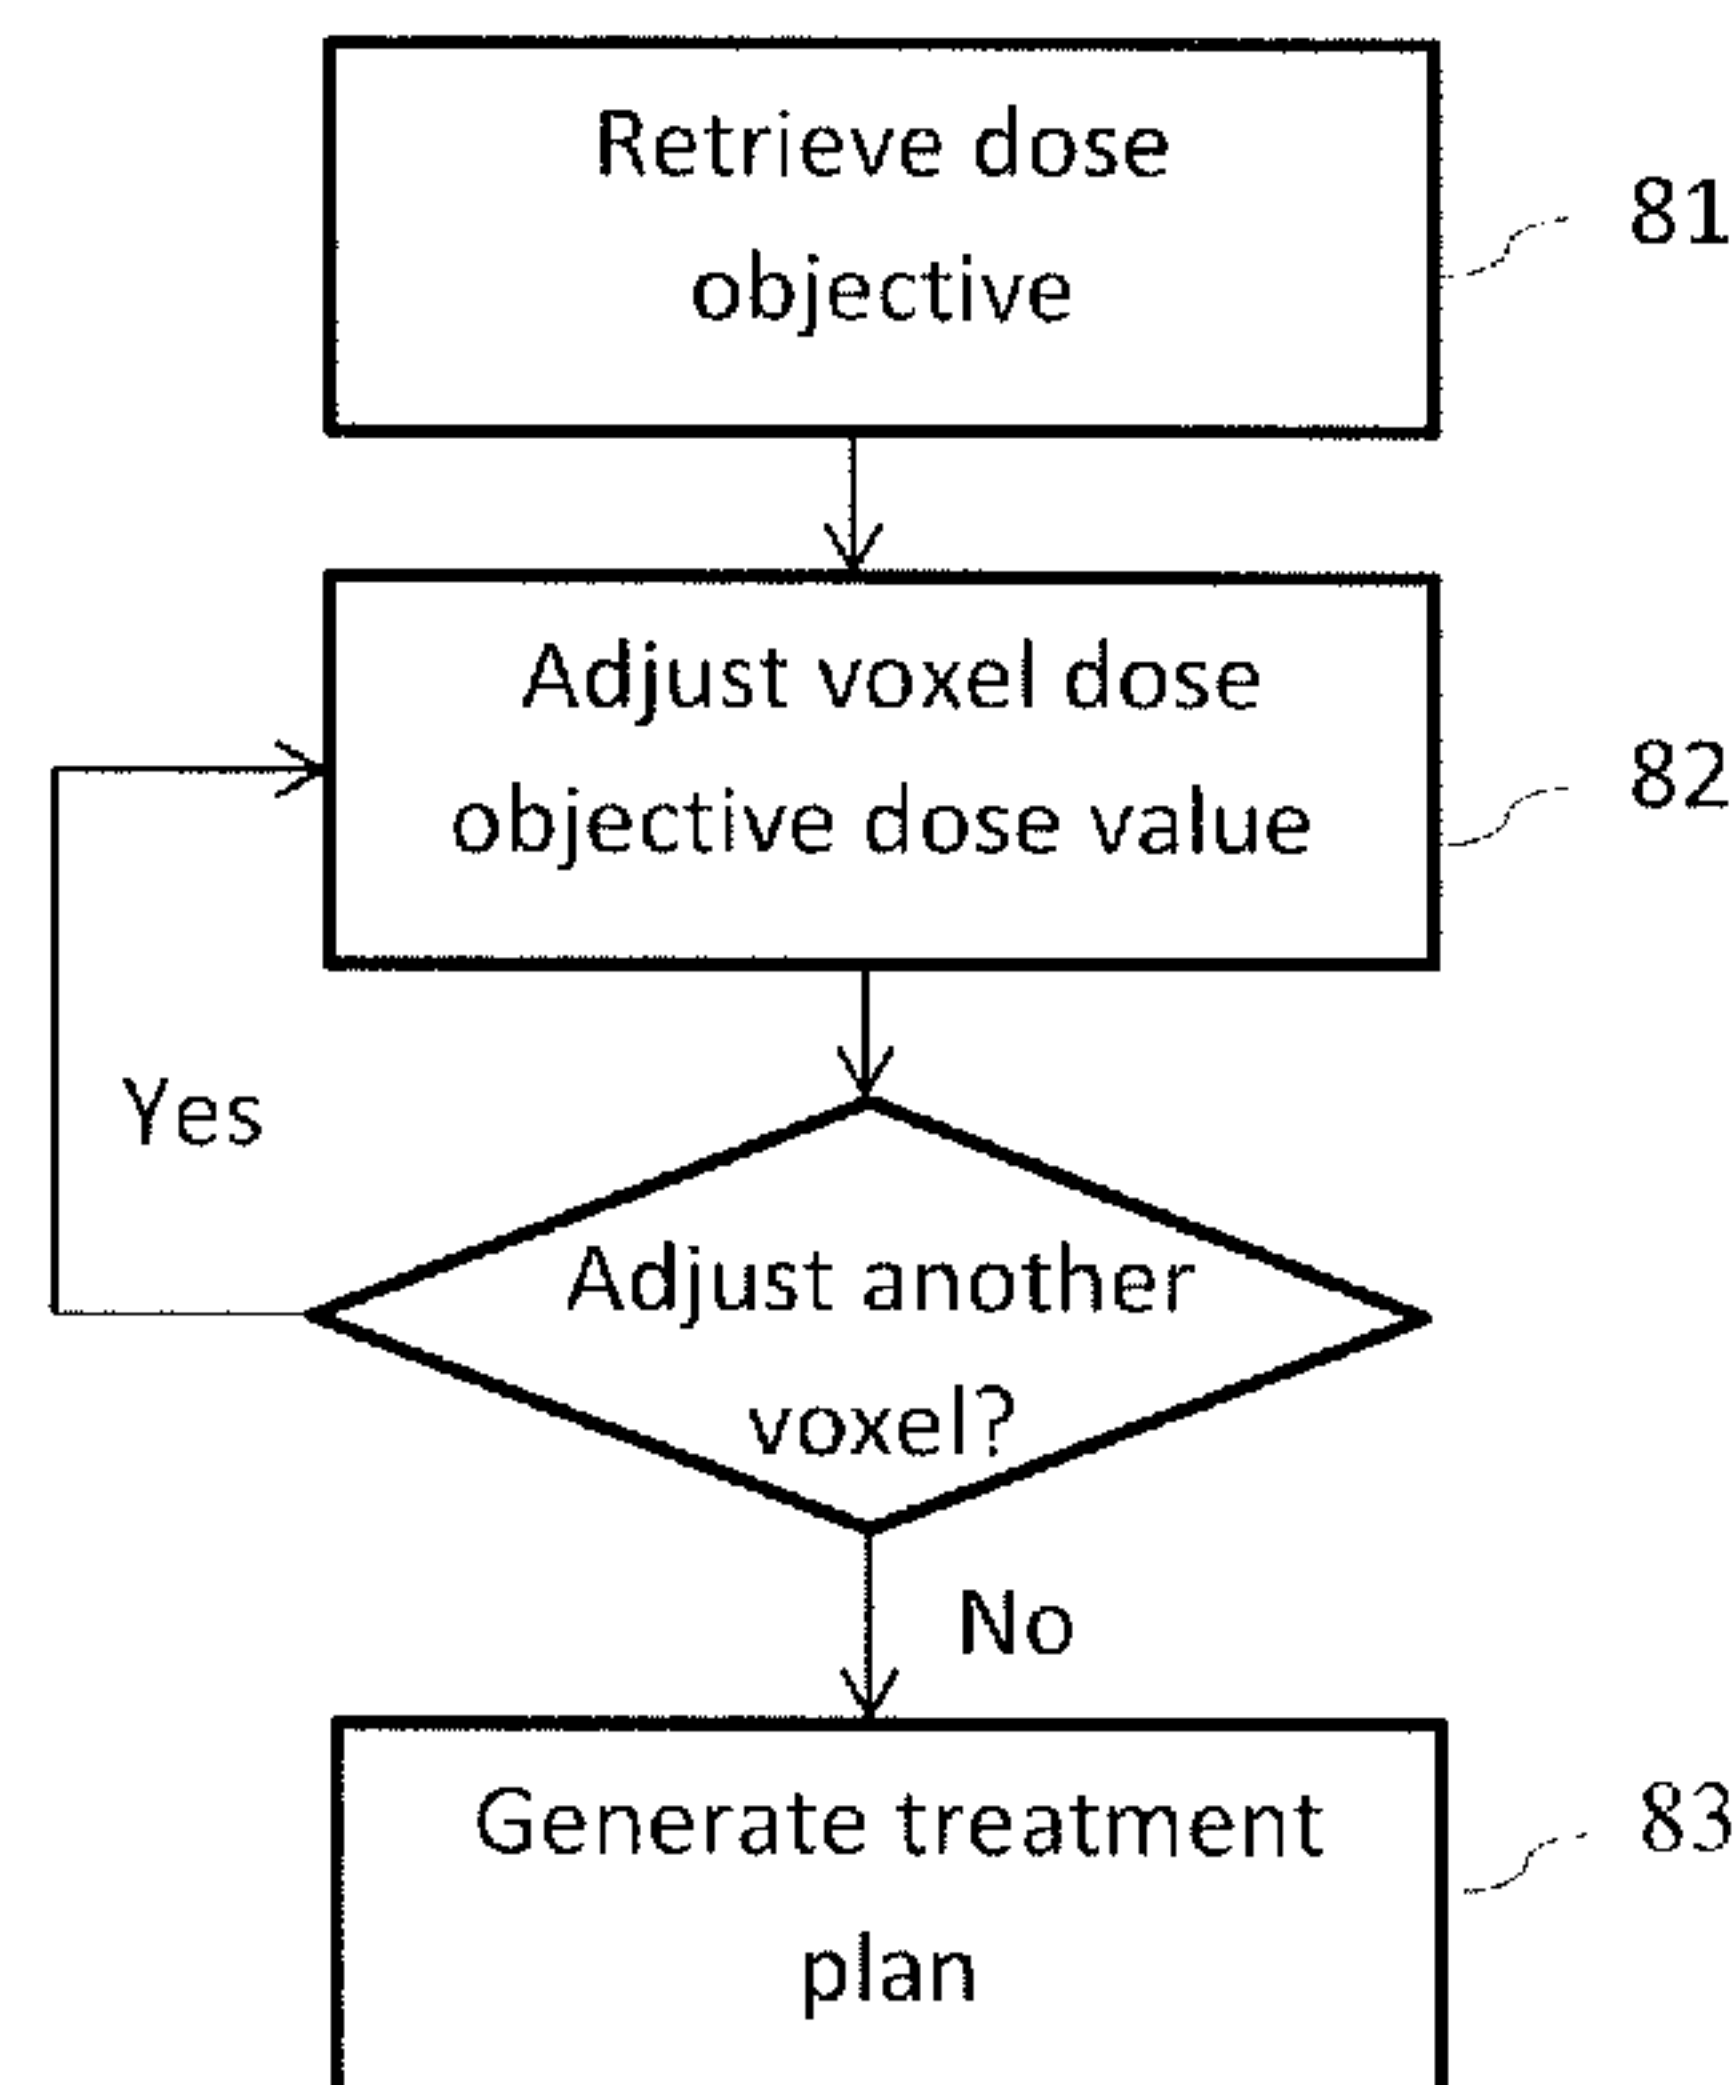 Retrieve dose
objective
81
Adjust voxel dose
objective dose value
82
Yes
Adjust another
voxel?
No
Generate treatment
plan
83